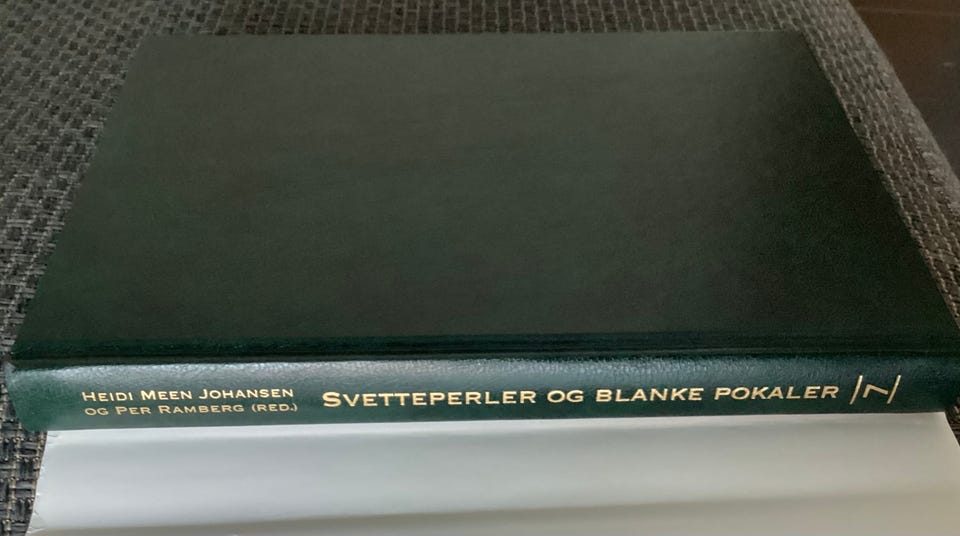 HEIDI MEEN JOHANSEN
OG PER RAMBERG (RED.)
SVETTEPERLER OG BLANKE POKALER